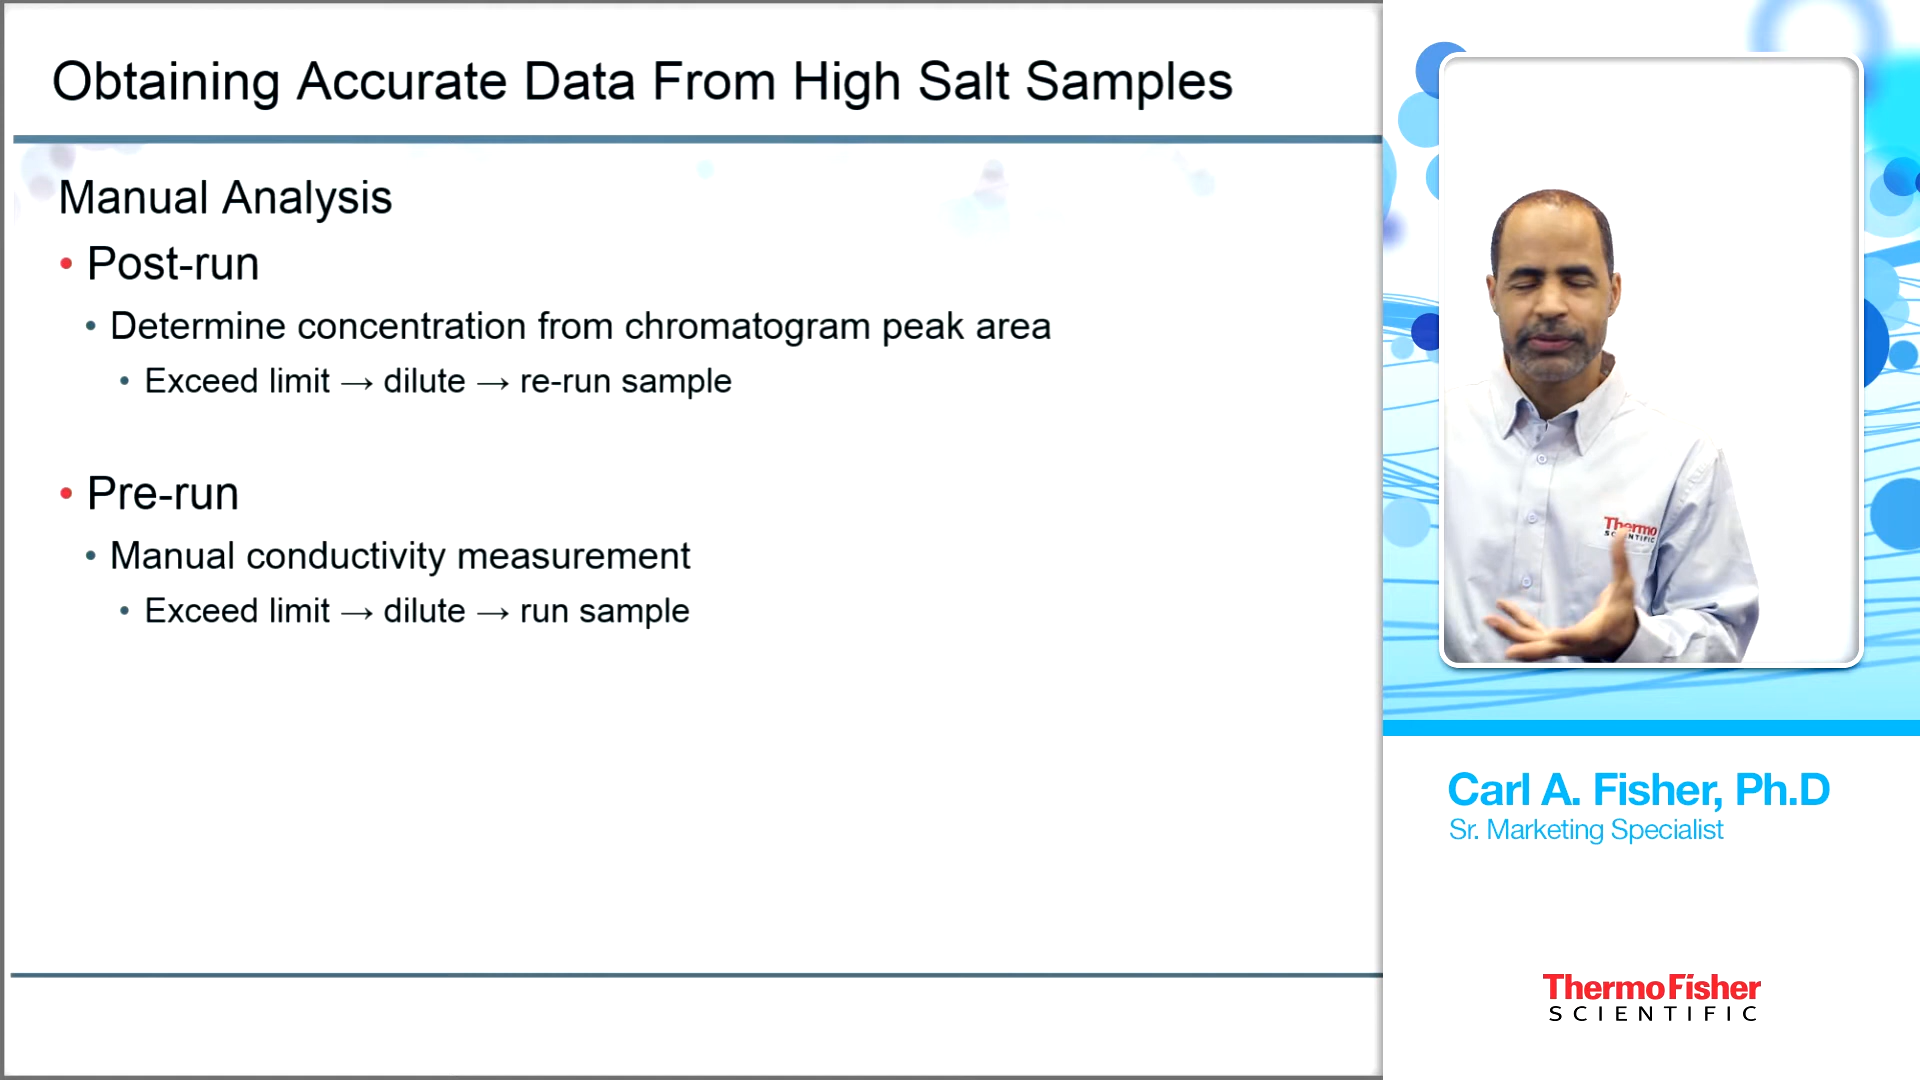 Obtaining Accurate Data From High Salt Samples
Manual Analysis
• Post-run
• Determine concentration from chromatogram peak area
• Exceed limit → dilute → re-run sample
• Pre-run
• Manual conductivity measurement
• Exceed limit → dilute → run sample
Thermo
SCIENTIFIC
Carl A. Fisher, Ph.D
Sr. Marketing Specialist
ThermoFisher
SCIENTIFIC